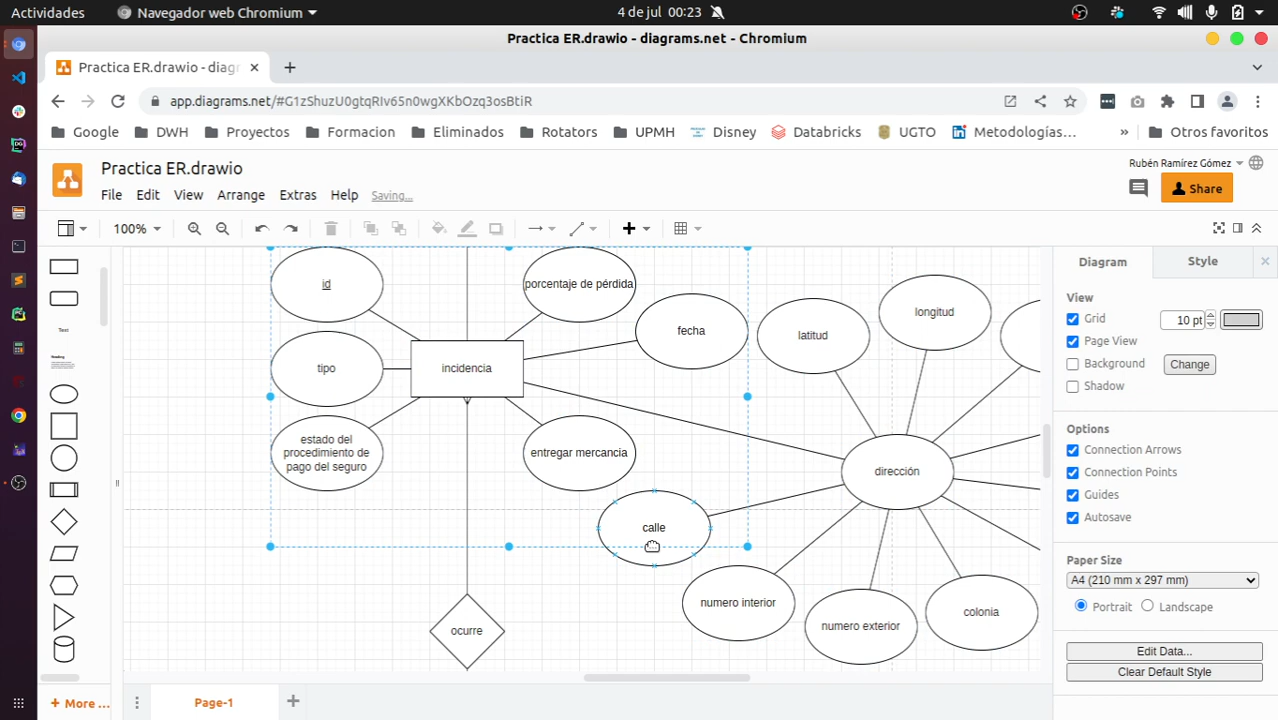 Actividades
Navegador web Chromium
4 de jul 00:23
Practica ER.drawio - diagrams.net - Chromium
Practica ER.drawio - diag
app.diagrams.net/#G1zShuzU0gtqRIv65n0wgXKbOzq3osBtiR
Google
DWH
Proyectos
Formacion
Eliminados
Rotators
UPMH
Disney
Databricks
UGTO
Metodologías...
»
Otros favoritos
Practica ER.drawio
Rubén Ramírez Gómez
File
Edit
View
Arrange
Extras
Help
Saving...
Share
100%
Text
Heading
id
porcentaje de pérdida
fecha
tipo
incidencia
latitud
longitud
estado del
procedimiento de
pago del seguro
entregar mercancia
dirección
calle
numero interior
numero exterior
colonia
ocurre
Diagram
Style
View
Grid
10 pt
Page View
Background
Change
Shadow
Options
Connection Arrows
Connection Points
Guides
Autosave
Paper Size
A4 (210 mm x 297 mm)
Portrait
Landscape
Edit Data...
Clear Default Style
+ More ...
Page-1